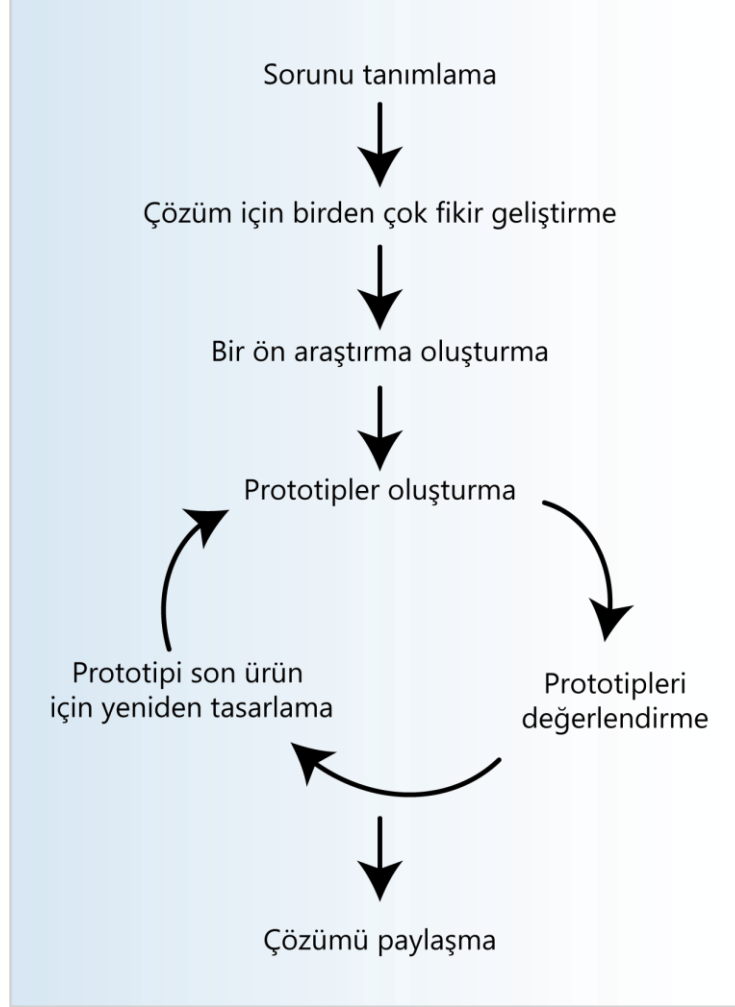 Sorunu tanımlama
Çözüm için birden çok fikir geliştirme
Bir ön araştırma oluşturma
Prototipler oluşturma
Prototipi son ürün
için yeniden tasarlama
Prototipleri
değerlendirme
Çözümü paylaşma